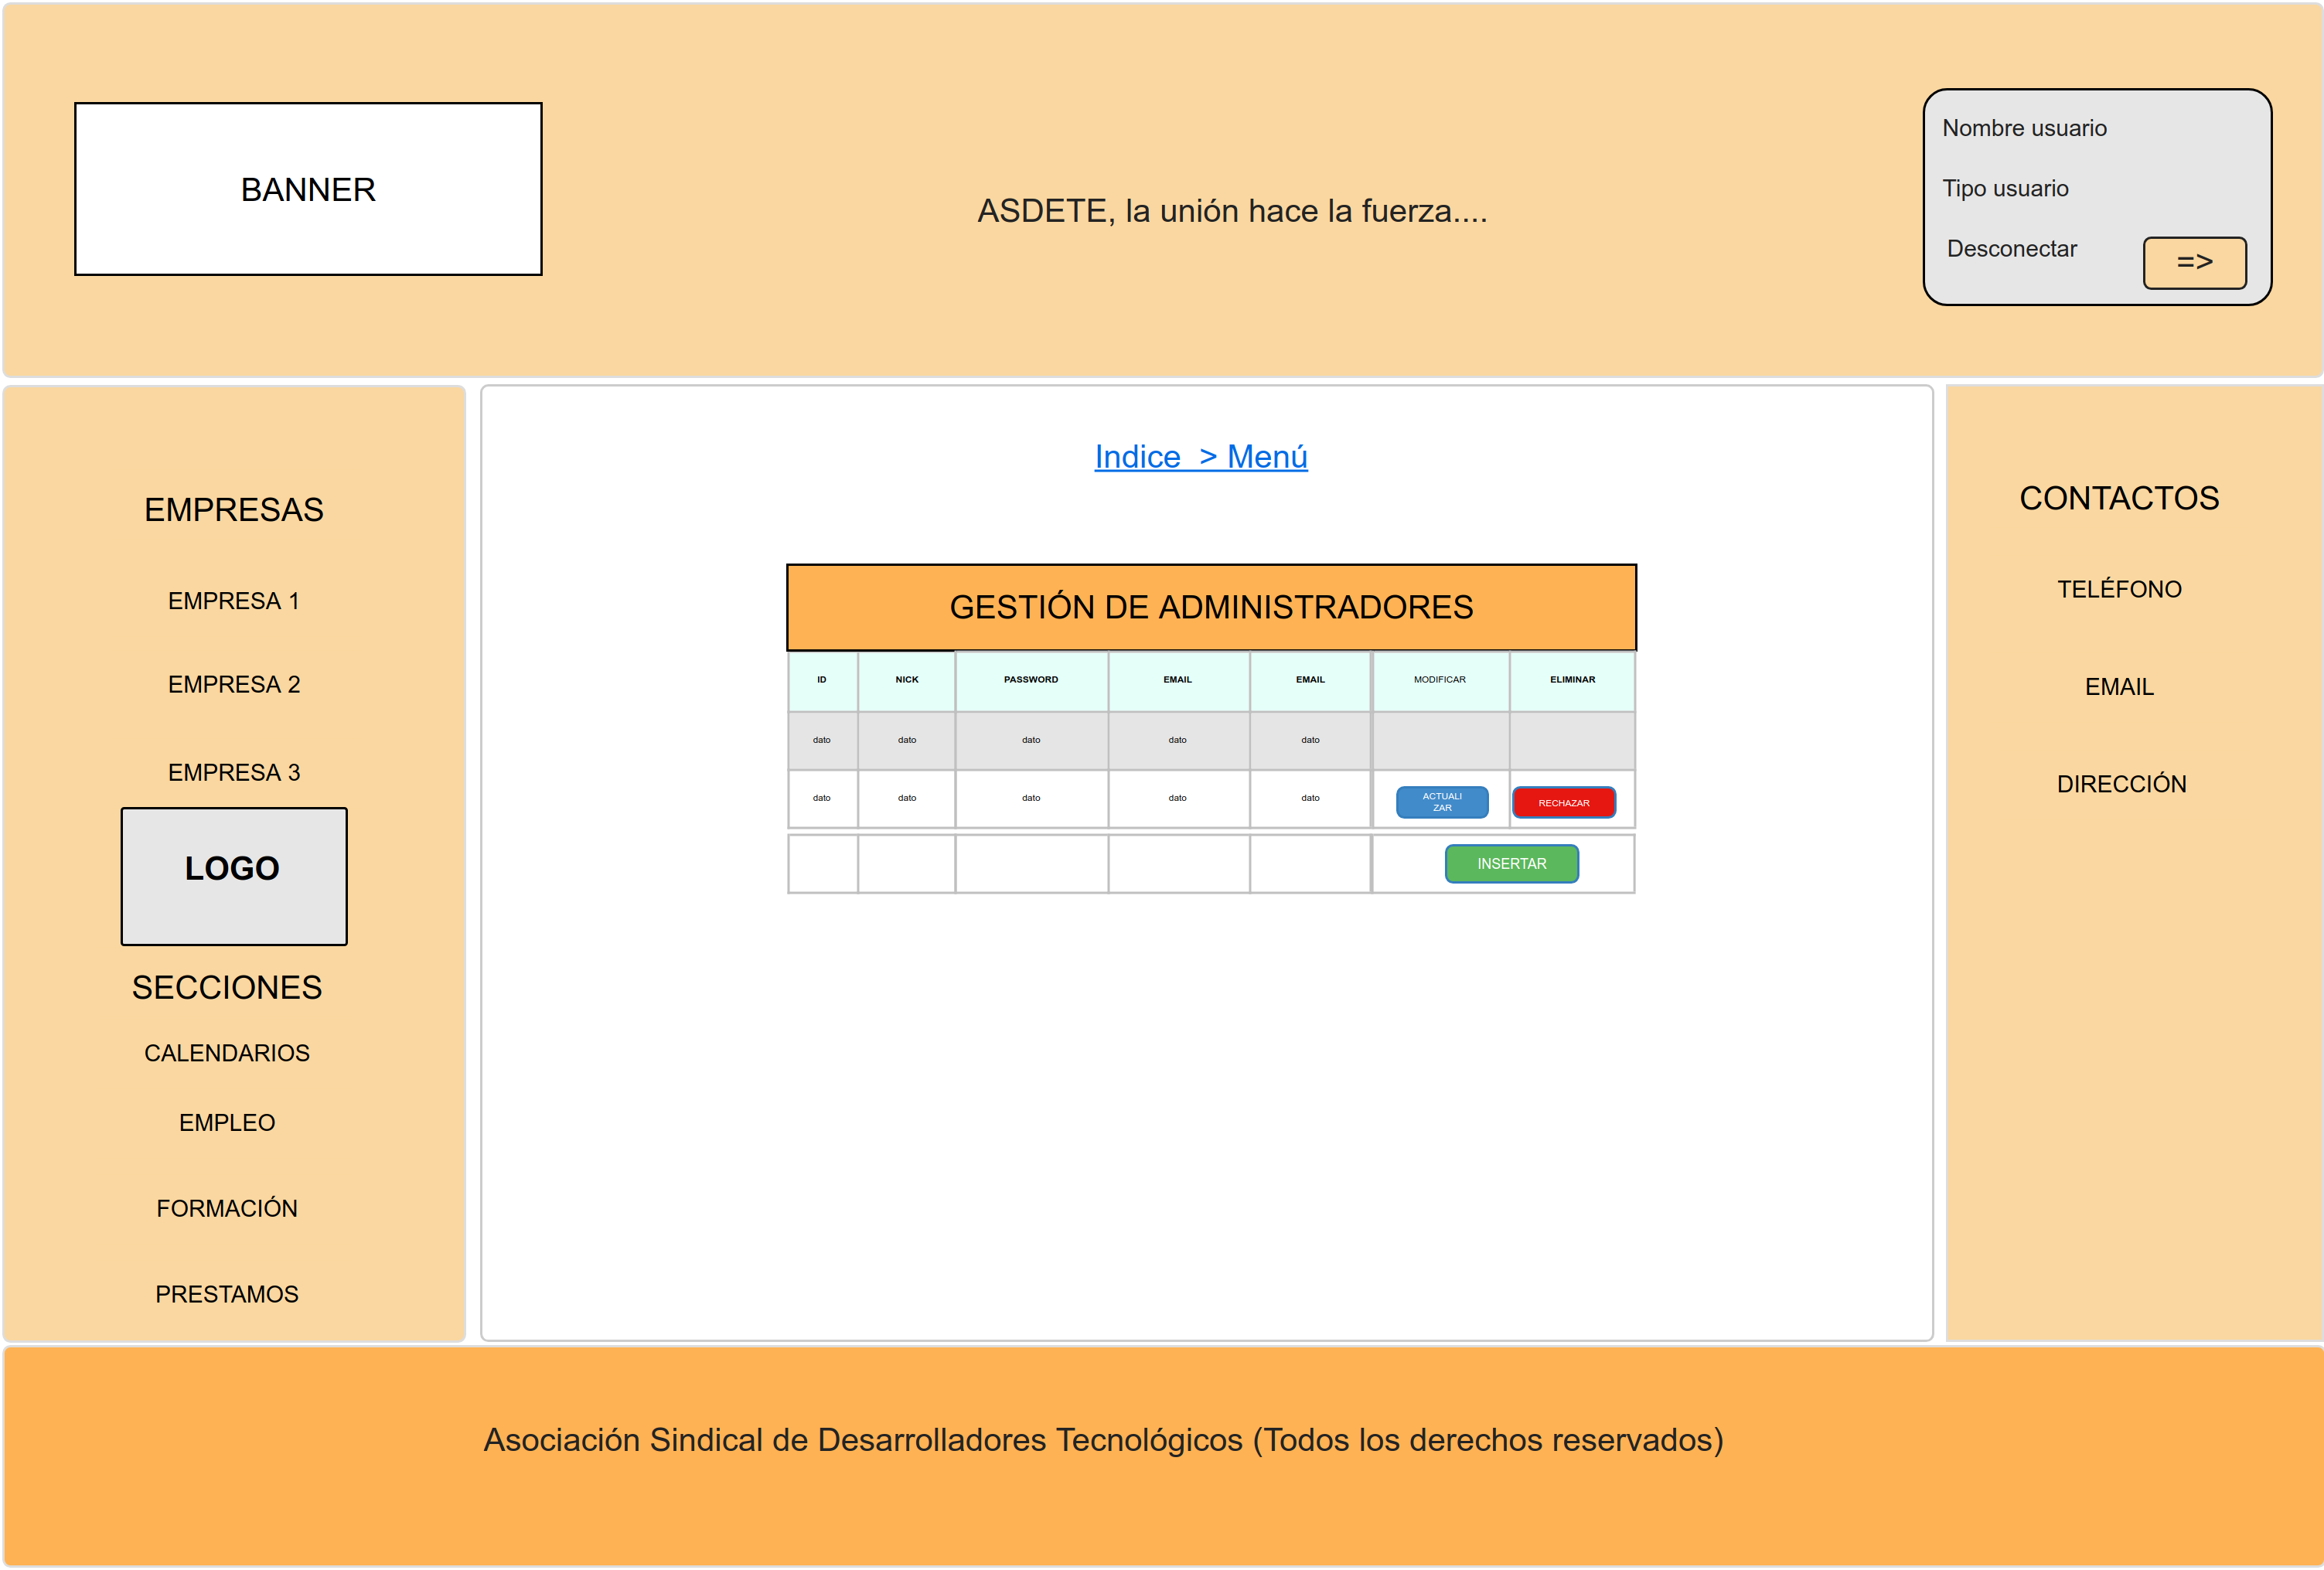 BANNER
ASDETE, la unión hace la fuerza....
Nombre usuario
Tipo usuario
Desconectar
=>
EMPRESAS
EMPRESA 1
EMPRESA 2
EMPRESA 3
LOGO
SECCIONES
CALENDARIOS
EMPLEO
FORMACIÓN
PRESTAMOS
Indice > Menú
GESTIÓN DE ADMINISTRADORES
ID NICK PASSWORD EMAIL EMAIL MODIFICAR ELIMINAR
dato dato dato dato dato
dato dato dato dato dato
ACTUALI
ZAR
RECHAZAR
INSERTAR
CONTACTOS
TELÉFONO
EMAIL
DIRECCIÓN
Asociación Sindical de Desarrolladores Tecnológicos (Todos los derechos reservados)